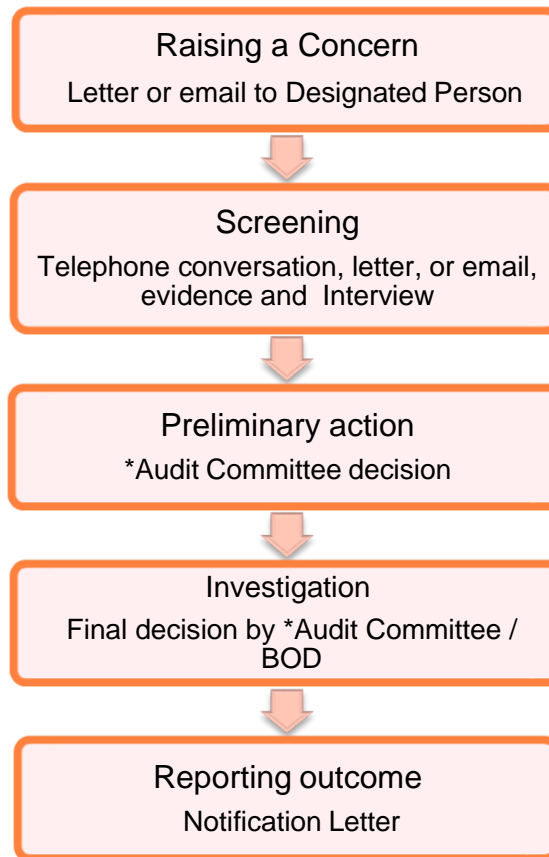 Raising a Concern
Letter or email to Designated Person
Screening
Telephone conversation, letter, or email,
evidence and  Interview
Preliminary action
*Audit Committee decision
Investigation
Final decision by *Audit Committee /
BOD
Reporting outcome
Notification Letter